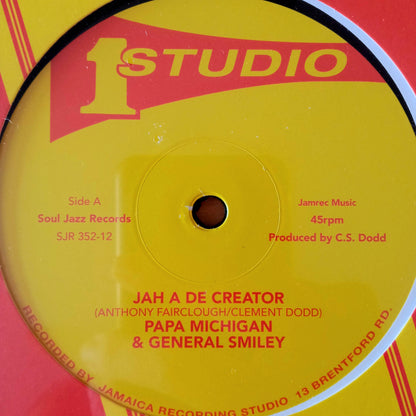 1 STUDIO
Side A
Soul Jazz Records
SJR 352-12
Jamrec Music
45rpm
Produced by C.S. Dodd
JAH A DE CREATOR
(ANTHONY FAIRCLOUGH/CLEMENT DODD)
PAPA MICHIGAN
& GENERAL SMILEY
RECORDED BY JAMAICA RECORDING STUDIO 13 BRENTFORD RD.